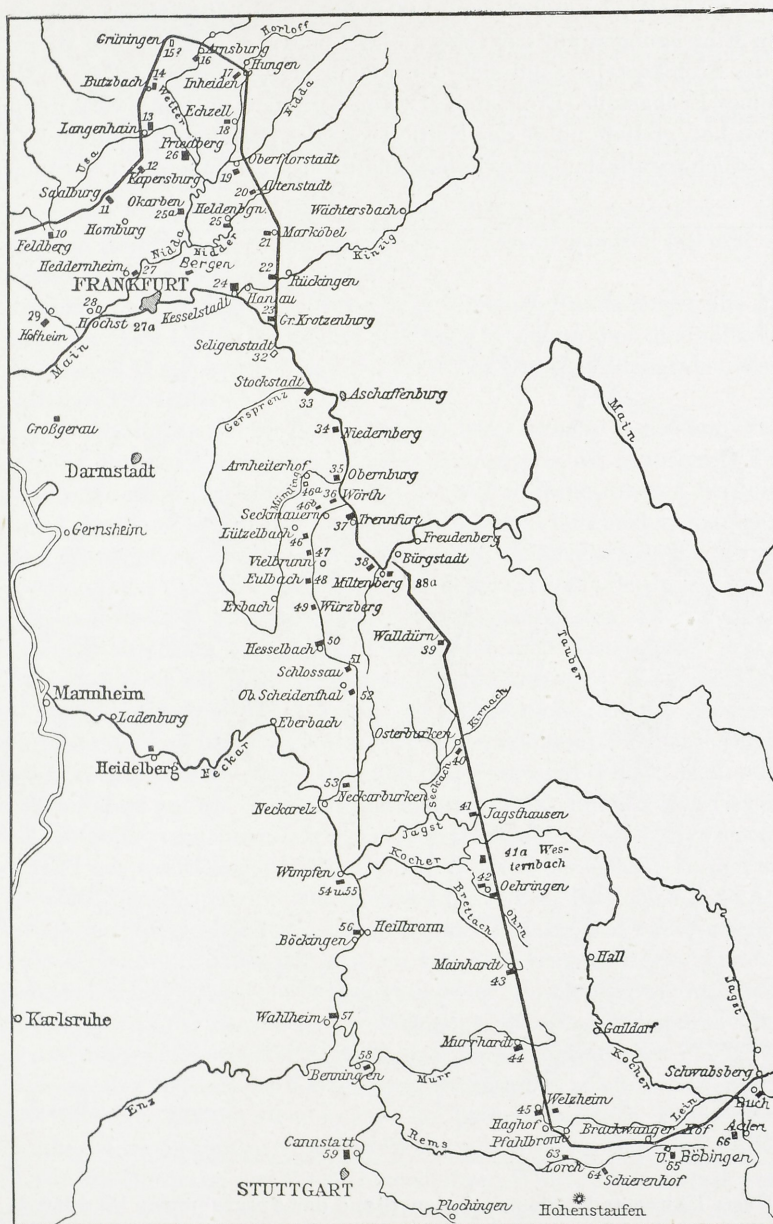 Grüningen
15?
Arnsburg
16
Horloff
Hungen
17
Inheiden
14
Butzbach
Wetter
Echzell
18
Nidda
13
Langenhain
Usa
Friedberg
26
12
Kapersburg
Oberflorstadt
19
20
Altenstadt
Saalburg
11
Okarben
25a
Heldenbgn.
25
Wächtersbach
10
Feldberg
Homburg
Nidda
Nidder
21
Marköbel
Kinzig
Heddernheim
27
Bergen
22
Rückingen
FRANKFURT
24
Hanau
28
Höchst
27a
Kesselstadt
23
Gr. Krotzenburg
29
Hofheim
Main
Seligenstadt
32
Stockstadt
33
Aschaffenburg
Gersprenz
Main
Großgerau
34
Niedernberg
Darmstadt
Arnheiterhof
35
Obernburg
46a
36
Wörth
Mümling
46b
Seckmauern
37
Trennfurt
Gernsheim
Lützelbach
46
Freudenberg
47
Vielbrunn
Bürgstadt
38
Eulbach
48
Miltenberg
38a
Erbach
49
Würzberg
50
Hesselbach
Walldürn
39
Tauber
51
Schlossau
Ob. Scheidenthal
52
Mannheim
Ladenburg
Eberbach
Kirnach
Osterburken
40
Heidelberg
Neckar
Seckach
53
Neckarburken
Neckarelz
41
Jagsthausen
Jagst
Kocher
41a Wes-
ternbach
Wimpfen
54 u. 55
42
Oehringen
Brettach
Ohrn
56
Heilbronn
Böckingen
Hall
Mainhardt
43
Jagst
Karlsruhe
Wahlheim
57
Gaildorf
Murrhardt
44
Kocher
58
Benningen
Murr
Schwabsberg
Enz
Welzheim
45
Lein
Buch
Haghof
Pfahlbronn
Brackwanger Hof
Aalen
66
Cannstatt
59
Rems
63
Lorch
U. Böbingen
65
64
Schierenhof
STUTTGART
Plochingen
Hohenstaufen